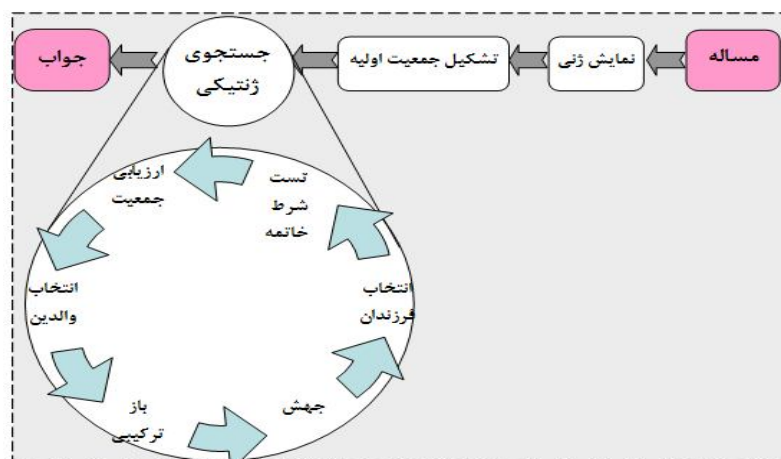 مساله
نمایش ژنی
تشکیل جمعیت اولیه
جستجوی
ژنتیکی
جواب
ارزیابی
جمعیت
انتخاب
والدین
باز
ترکیبی
جهش
انتخاب
فرزندان
تست
شرط
خاتمه